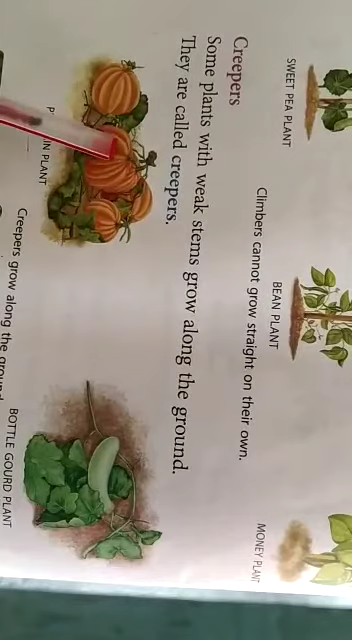 SWEET PEA PLANT
BEAN PLANT
MONEY PLANT
Climbers cannot grow straight on their own.
Creepers
Some plants with weak stems grow along the ground.
They are called creepers.
PLANT
BOTTLE GOURD PLANT
Creepers grow along the ground